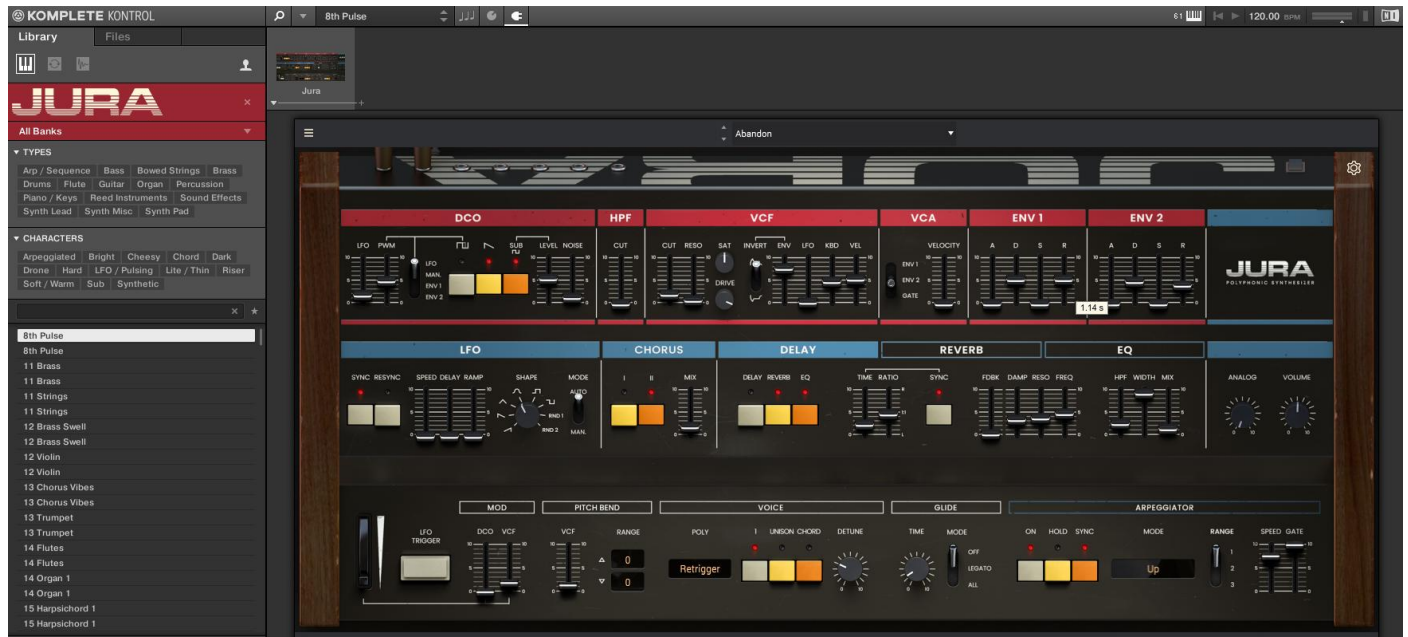 KOMPLETE KONTROL
8th Pulse
61
120.00 BPM
Library Files
JURA
Jura
All Banks
TYPES
Arp / Sequence Bass Bowed Strings Brass
Drums Flute Guitar Organ Percussion
Piano / Keys Reed Instruments Sound Effects
Synth Lead Synth Misc Synth Pad
CHARACTERS
Arpeggiated Bright Cheesy Chord Dark
Drone Hard LFO / Pulsing Lite / Thin Riser
Soft / Warm Sub Synthetic
8th Pulse
8th Pulse
11 Brass
11 Brass
11 Strings
11 Strings
12 Brass Swell
12 Brass Swell
12 Violin
12 Violin
13 Chorus Vibes
13 Chorus Vibes
13 Trumpet
13 Trumpet
14 Flutes
14 Flutes
14 Organ 1
14 Organ 1
15 Harpsichord 1
15 Harpsichord 1
Abandon
DCO HPF VCF VCA ENV 1 ENV 2
LFO PWM SUB LEVEL NOISE CUT CUT RESO SAT INVERT ENV LFO KBD VEL VELOCITY A D S R A D S R
LFO
MAN.
ENV 1
ENV 2
DRIVE
ENV 1
ENV 2
GATE
JURA
POLYPHONIC SYNTHESIZER
1.14 s
LFO CHORUS DELAY REVERB EQ
SYNC RESYNC SPEED DELAY RAMP SHAPE MODE I II MIX DELAY REVERB EQ TIME RATIO SYNC FDBK DAMP RESO FREQ HPF WIDTH MIX ANALOG VOLUME
AUTO
RND 1
RND 2
MAN.
MOD PITCH BEND VOICE GLIDE ARPEGGIATOR
LFO TRIGGER DCO VCF VCF RANGE POLY 1 UNISON CHORD DETUNE TIME MODE ON HOLD SYNC MODE RANGE SPEED GATE
0
0
Retrigger
OFF
LEGATO
ALL
Up
1
2
3